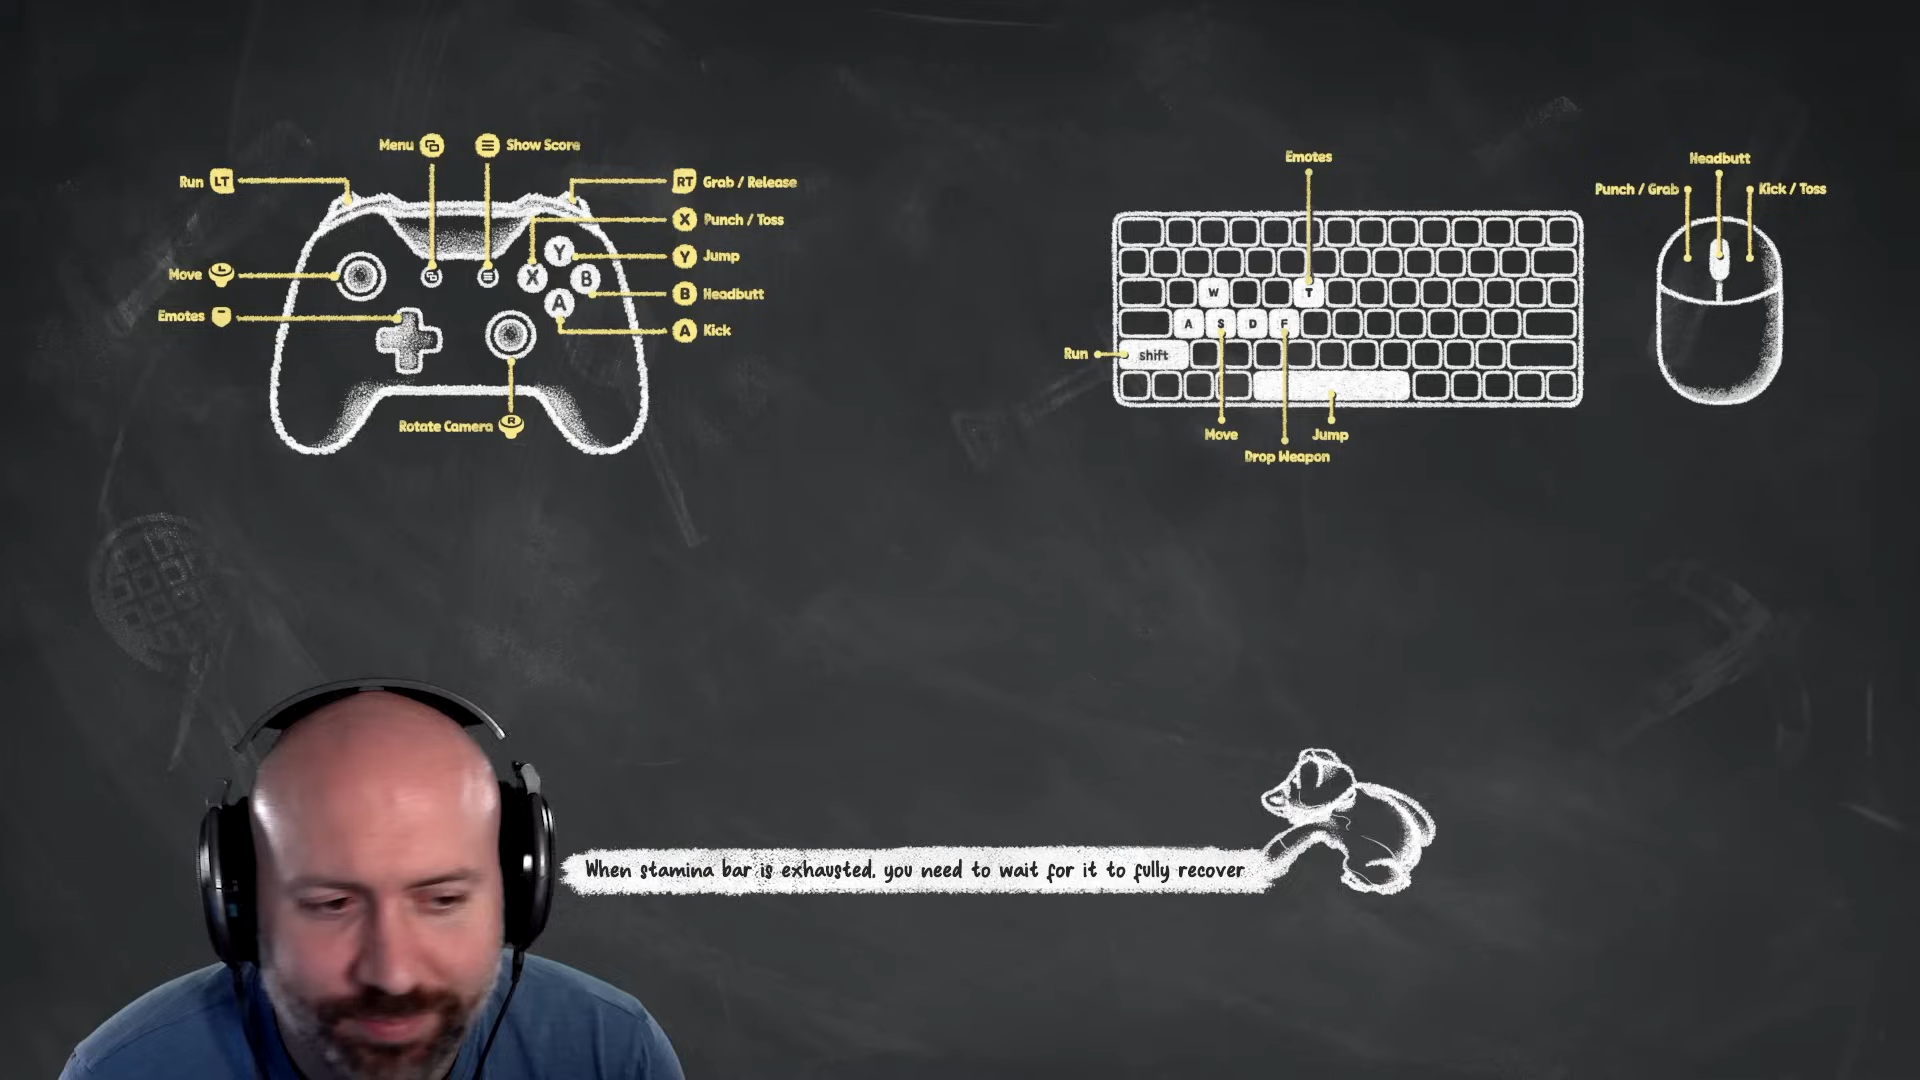 Menu
Show Score
Run LT
RT Grab / Release
X Punch / Toss
Y Jump
B Headbutt
A Kick
Move L
Emotes
Y
X
B
A
Rotate Camera R
Emotes
Headbutt
Punch / Grab
Kick / Toss
W
T
A
S
D
F
Run
shift
Move
Jump
Drop Weapon
When stamina bar is exhausted, you need to wait for it to fully recover